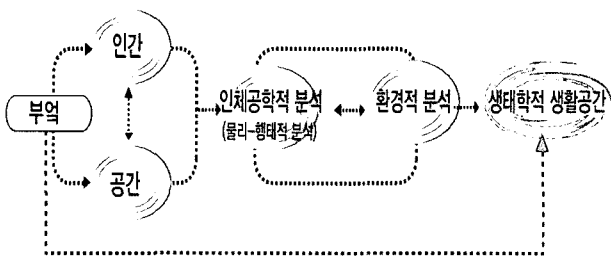 인간
부엌
공간
인체공학적 분석
(물리-행태적 분석)
환경적 분석
생태학적 생활공간